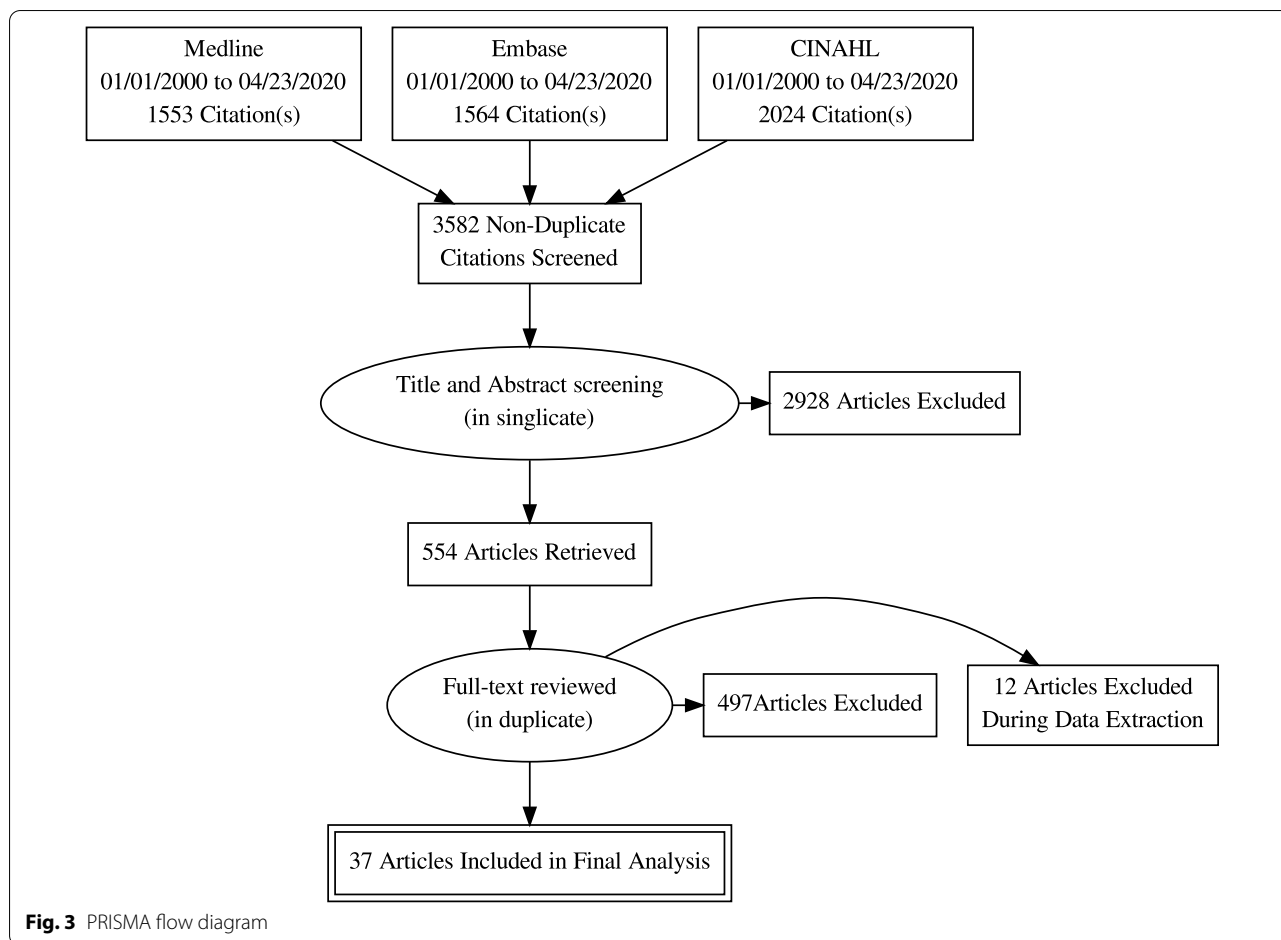 Medline
01/01/2000 to 04/23/2020
1553 Citation(s)
Embase
01/01/2000 to 04/23/2020
1564 Citation(s)
CINAHL
01/01/2000 to 04/23/2020
2024 Citation(s)
3582 Non-Duplicate
Citations Screened
Title and Abstract screening
(in singlicate)
2928 Articles Excluded
554 Articles Retrieved
Full-text reviewed
(in duplicate)
497Articles Excluded
12 Articles Excluded
During Data Extraction
37 Articles Included in Final Analysis
Fig. 3 PRISMA flow diagram